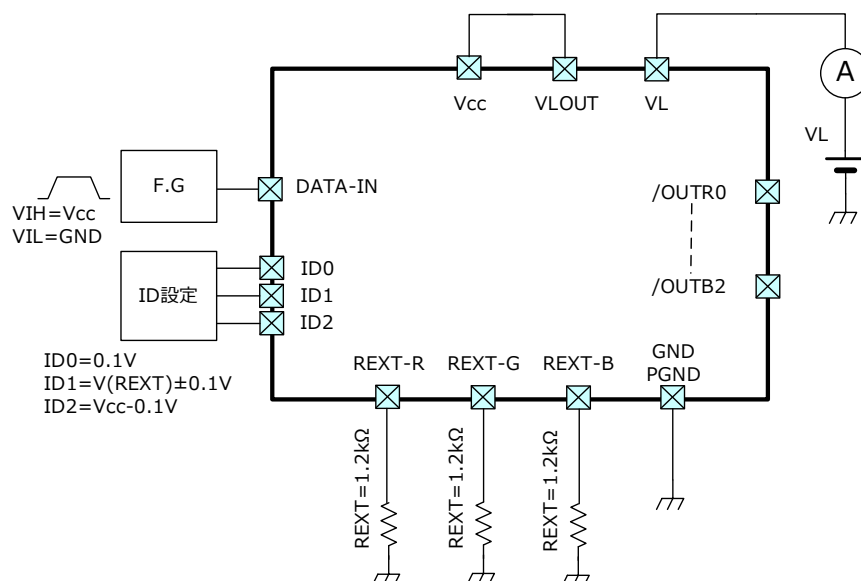 A
Vcc
VLOUT
VL
VL
F.G
DATA-IN
VIH=Vcc
VIL=GND
/OUTR0
ID設定
ID0
ID1
ID2
/OUTB2
ID0=0.1V
ID1=V(REXT)±0.1V
ID2=Vcc-0.1V
REXT-R
REXT-G
REXT-B
GND
PGND
REXT=1.2kΩ
REXT=1.2kΩ
REXT=1.2kΩ